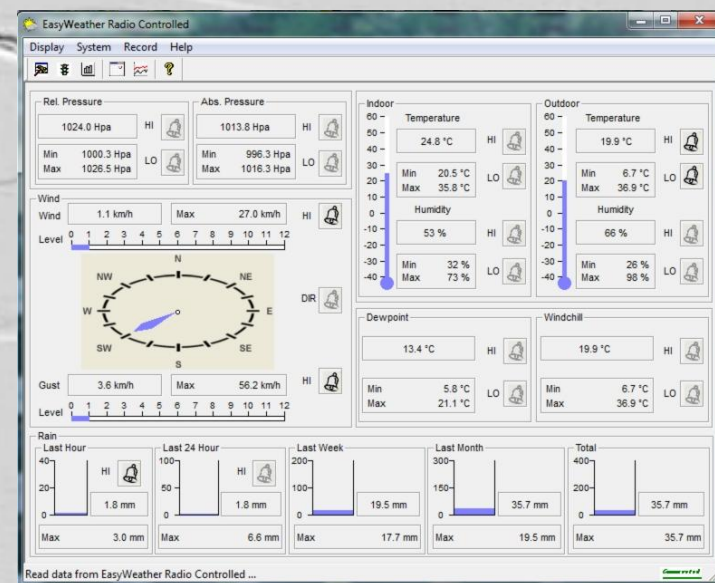 EasyWeather Radio Controlled
Display System Record Help
Rel. Pressure
1024.0 Hpa
HI
Min 1000.3 Hpa
Max 1026.5 Hpa
LO
Abs. Pressure
1013.8 Hpa
HI
Min 996.3 Hpa
Max 1016.3 Hpa
LO
Wind
Wind 1.1 km/h Max 27.0 km/h HI
Level 0 1 2 3 4 5 6 7 8 9 10 11 12
N
NW NE
W E
SW SE
S
DIR
Gust 3.6 km/h Max 56.2 km/h HI
Level 0 1 2 3 4 5 6 7 8 9 10 11 12
Indoor
60
50
40
30
20
10
0
-10
-20
-30
-40
Temperature
24.8 °C
HI
Min 20.5 °C
Max 35.8 °C
LO
Humidity
53 %
HI
Min 32 %
Max 73 %
LO
Outdoor
60
50
40
30
20
10
0
-10
-20
-30
-40
Temperature
19.9 °C
HI
Min 6.7 °C
Max 36.9 °C
LO
Humidity
66 %
HI
Min 26 %
Max 98 %
LO
Dewpoint
13.4 °C
HI
Min 5.8 °C
Max 21.1 °C
LO
Windchill
19.9 °C
HI
Min 6.7 °C
Max 36.9 °C
LO
Rain
Last Hour
40
20
0
HI
1.8 mm
Max 3.0 mm
Last 24 Hour
100
50
0
HI
1.8 mm
Max 6.6 mm
Last Week
200
100
0
19.5 mm
Max 17.7 mm
Last Month
300
150
0
35.7 mm
Max 19.5 mm
Total
400
200
0
35.7 mm
Max 35.7 mm
Read data from EasyWeather Radio Controlled ...
Connected